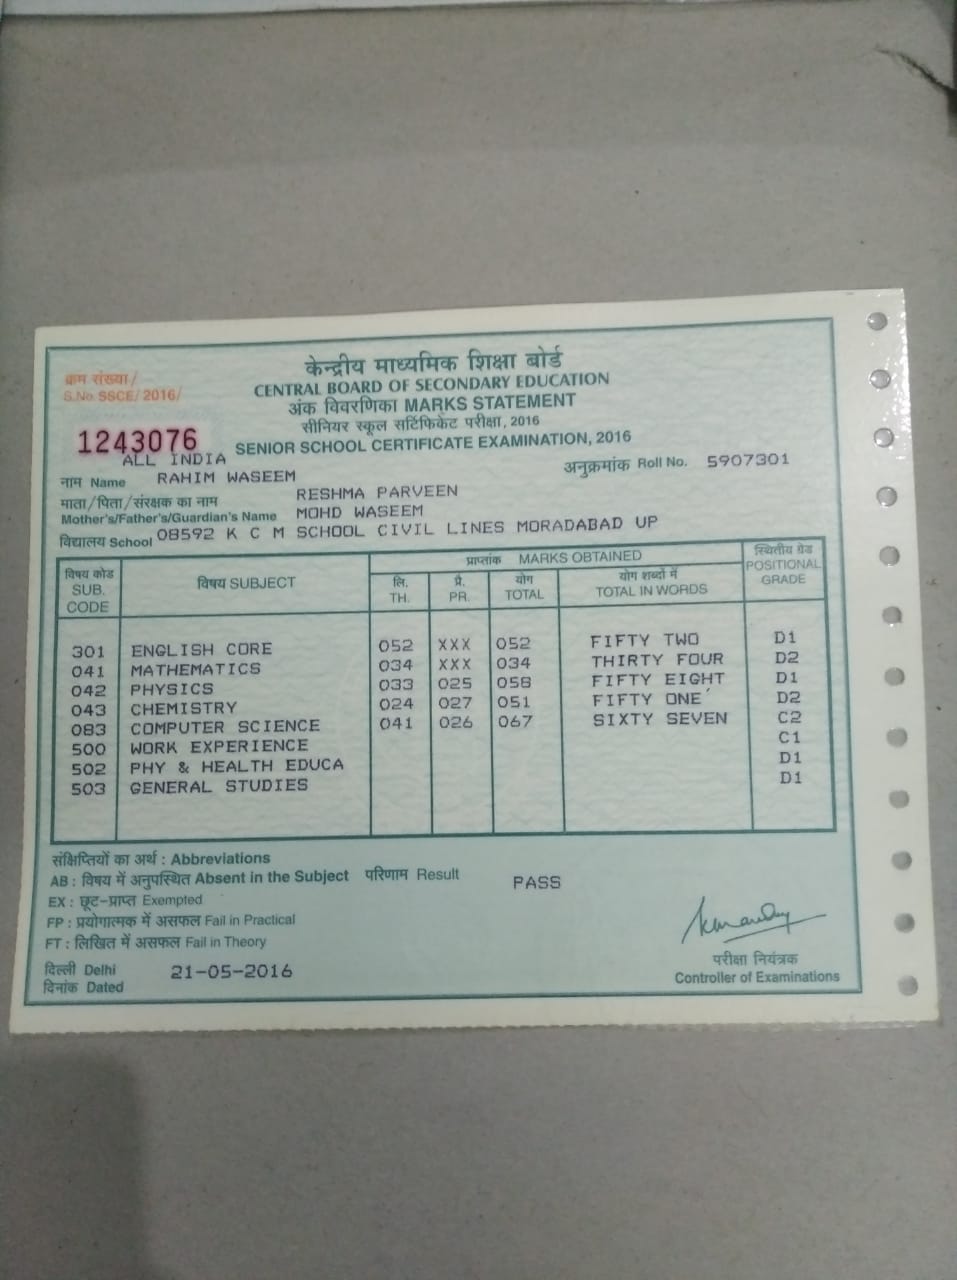 केन्द्रीय माध्यमिक शिक्षा बोर्ड
CENTRAL BOARD OF SECONDARY EDUCATION
अंक विवरणिका MARKS STATEMENT
सीनियर स्कूल सर्टिफिकेट परीक्षा, 2016
SENIOR SCHOOL CERTIFICATE EXAMINATION, 2016
क्रम संख्या/
S.No. SSCE/ 2016/
1243076
ALL INDIA
अनुक्रमांक Roll No. 5907301
नाम Name RAHIM WASEEM
माता/पिता/संरक्षक का नाम RESHMA PARVEEN
Mother's/Father's/Guardian's Name MOHD WASEEM
विद्यालय School 08592 K C M SCHOOL CIVIL LINES MORADABAD UP
विषय कोड SUB. CODE विषय SUBJECT प्राप्तांक MARKS OBTAINED स्थितीय ग्रेड POSITIONAL GRADE
लि. TH. प्रै. PR. योग TOTAL योग शब्दों में TOTAL IN WORDS
301 ENGLISH CORE 052 XXX 052 FIFTY TWO D1
041 MATHEMATICS 034 XXX 034 THIRTY FOUR D2
042 PHYSICS 033 025 058 FIFTY EIGHT D1
043 CHEMISTRY 024 027 051 FIFTY ONE D2
083 COMPUTER SCIENCE 041 026 067 SIXTY SEVEN C2
500 WORK EXPERIENCE C1
502 PHY & HEALTH EDUCA D1
503 GENERAL STUDIES D1
संक्षिप्तियों का अर्थ : Abbreviations
AB : विषय में अनुपस्थित Absent in the Subject परिणाम Result PASS
EX : छूट-प्राप्त Exempted
FP : प्रयोगात्मक में असफल Fail in Practical
FT : लिखित में असफल Fail in Theory
दिल्ली Delhi
दिनांक Dated 21-05-2016
परीक्षा नियंत्रक
Controller of Examinations